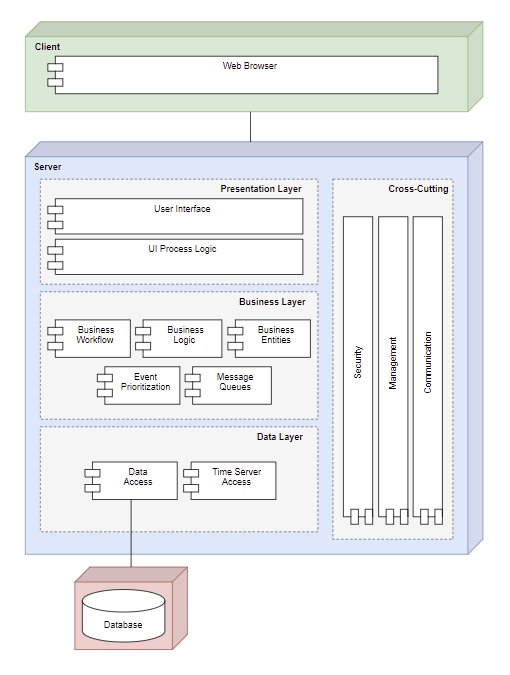 Client
Web Browser
Server
Presentation Layer
User Interface
UI Process Logic
Business Layer
Business
Workflow
Business
Logic
Business
Entities
Event
Prioritization
Message
Queues
Data Layer
Data
Access
Time Server
Access
Cross-Cutting
Security
Management
Communication
Database